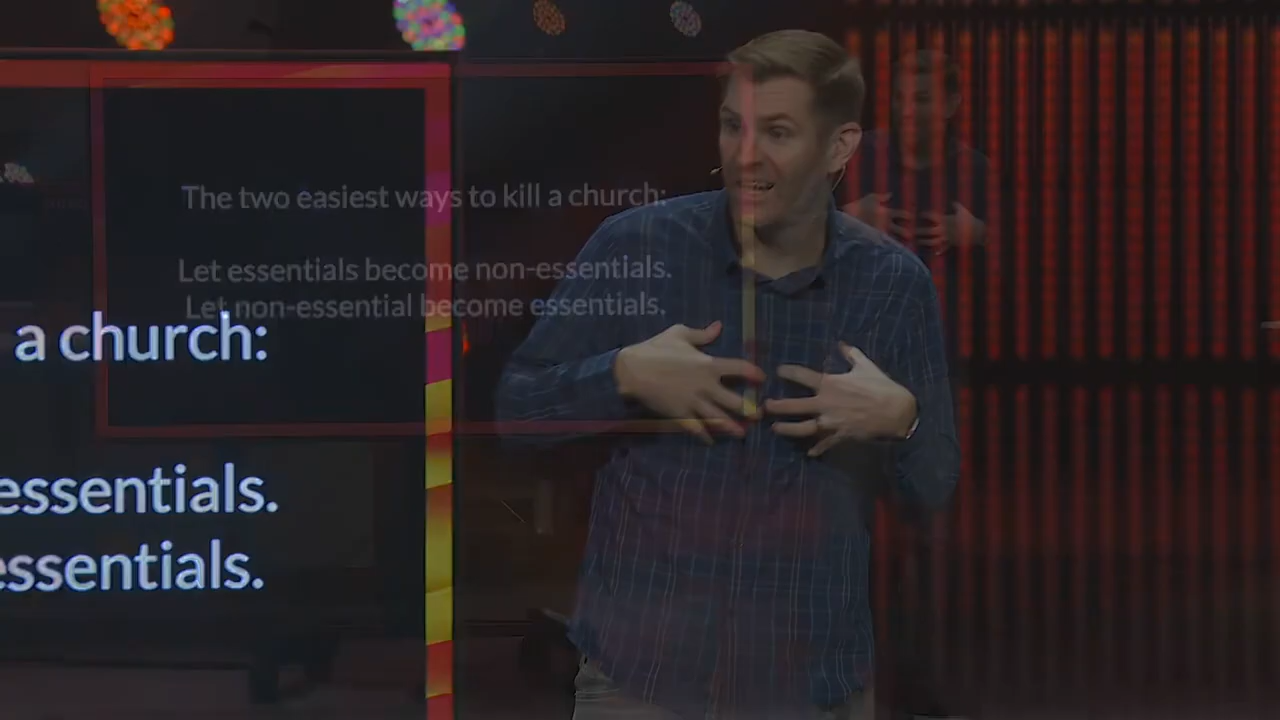 The two easiest ways to kill a church:
Let essentials become non-essentials.
Let non-essential become essentials.
a church:
essentials.
essentials.